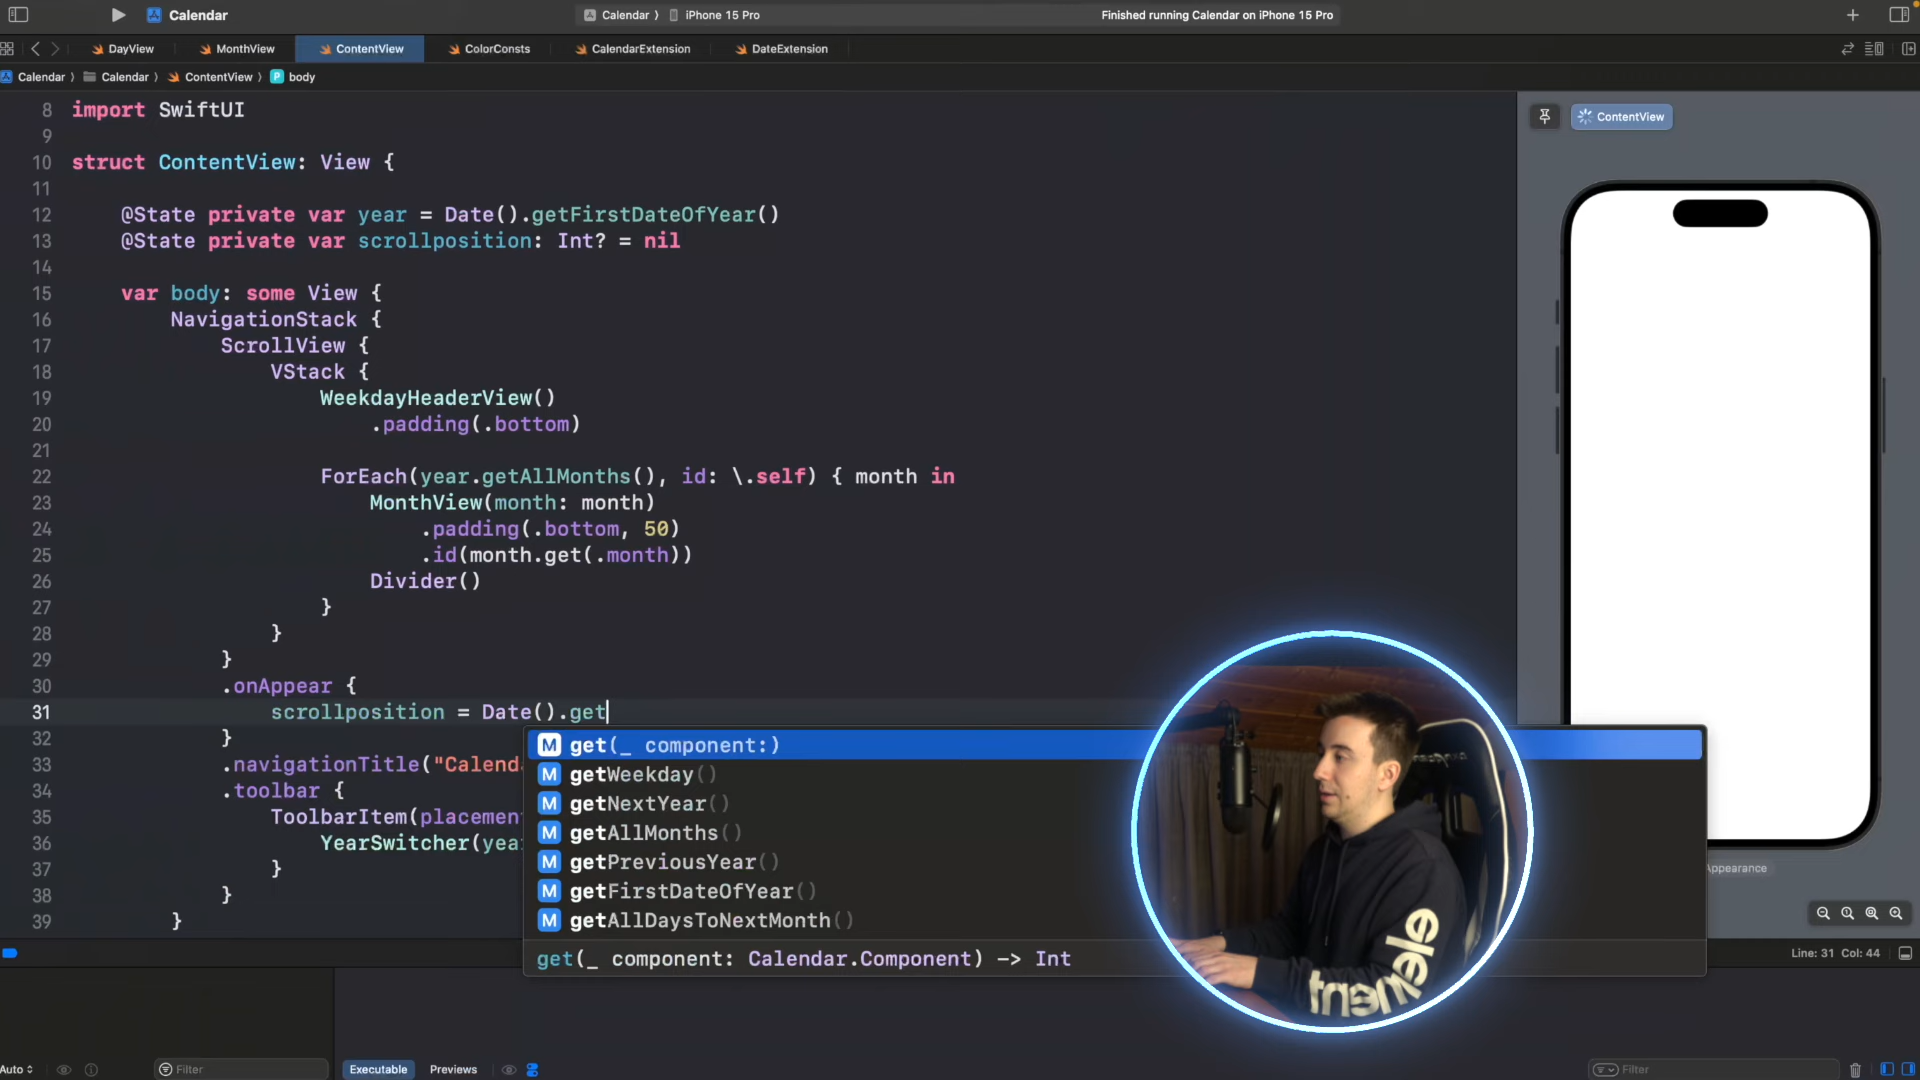 Calendar
Calendar 〉 iPhone 15 Pro
Finished running Calendar on iPhone 15 Pro
DayView
MonthView
ContentView
ColorConsts
CalendarExtension
DateExtension
Calendar 〉 Calendar 〉 ContentView 〉 P body
8 import SwiftUI
9
10 struct ContentView: View {
11
12 @State private var year = Date().getFirstDateOfYear()
13 @State private var scrollposition: Int? = nil
14
15 var body: some View {
16 NavigationStack {
17 ScrollView {
18 VStack {
19 WeekdayHeaderView()
20 .padding(.bottom)
21
22 ForEach(year.getAllMonths(), id: \.self) { month in
23 MonthView(month: month)
24 .padding(.bottom, 50)
25 .id(month.get(.month))
26 Divider()
27 }
28 }
29 }
30 .onAppear {
31 scrollposition = Date().get
32 }
33 .navigationTitle("Calenda
34 .toolbar {
35 ToolbarItem(placement
36 YearSwitcher(yea
37 }
38 }
39 }
M get(_ component:)
M getWeekday()
M getNextYear()
M getAllMonths()
M getPreviousYear()
M getFirstDateOfYear()
M getAllDaysToNextMonth()
get(_ component: Calendar.Component) -> Int
ContentView
Appearance
element
Line: 31 Col: 44
Auto
Filter
Executable
Previews
Filter